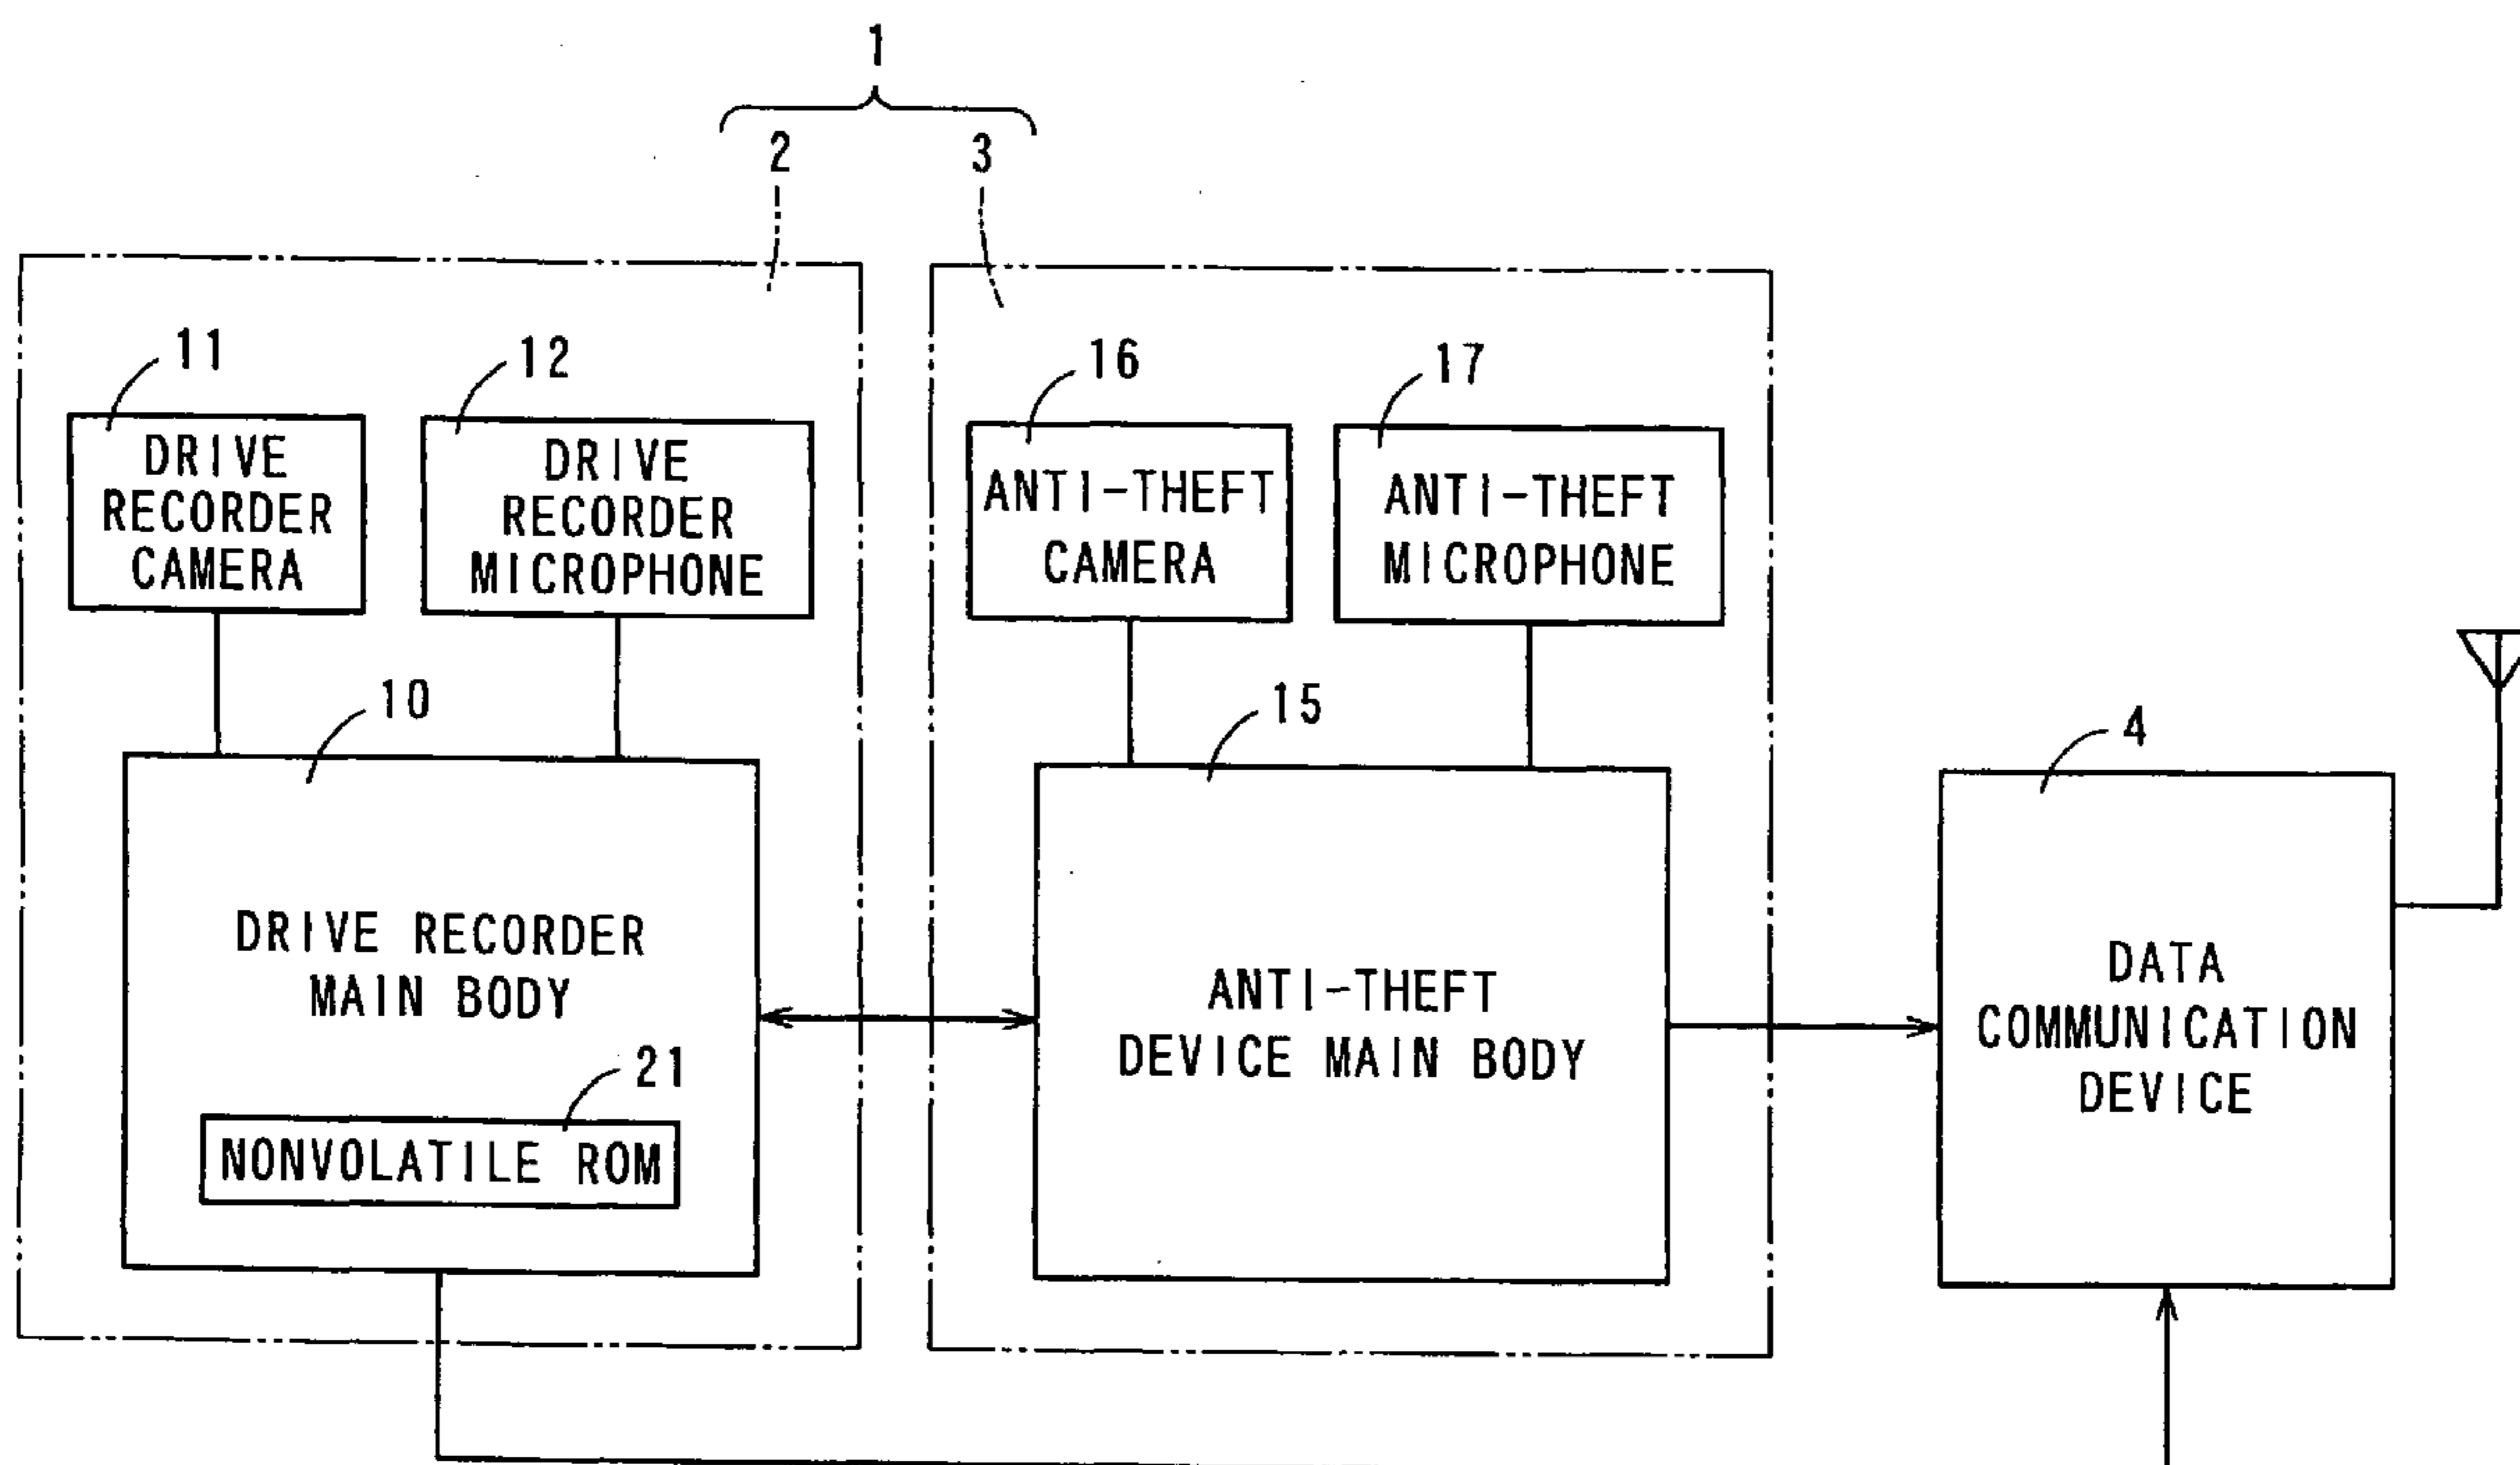 1
2
3
11
12
16
17
DRIVE
RECORDER
CAMERA
DRIVE
RECORDER
MICROPHONE
ANTI-THEFT
CAMERA
ANTI-THEFT
MICROPHONE
10
15
4
DRIVE RECORDER
MAIN BODY
21
NONVOLATILE ROM
ANTI-THEFT
DEVICE MAIN BODY
DATA
COMMUNICATION
DEVICE